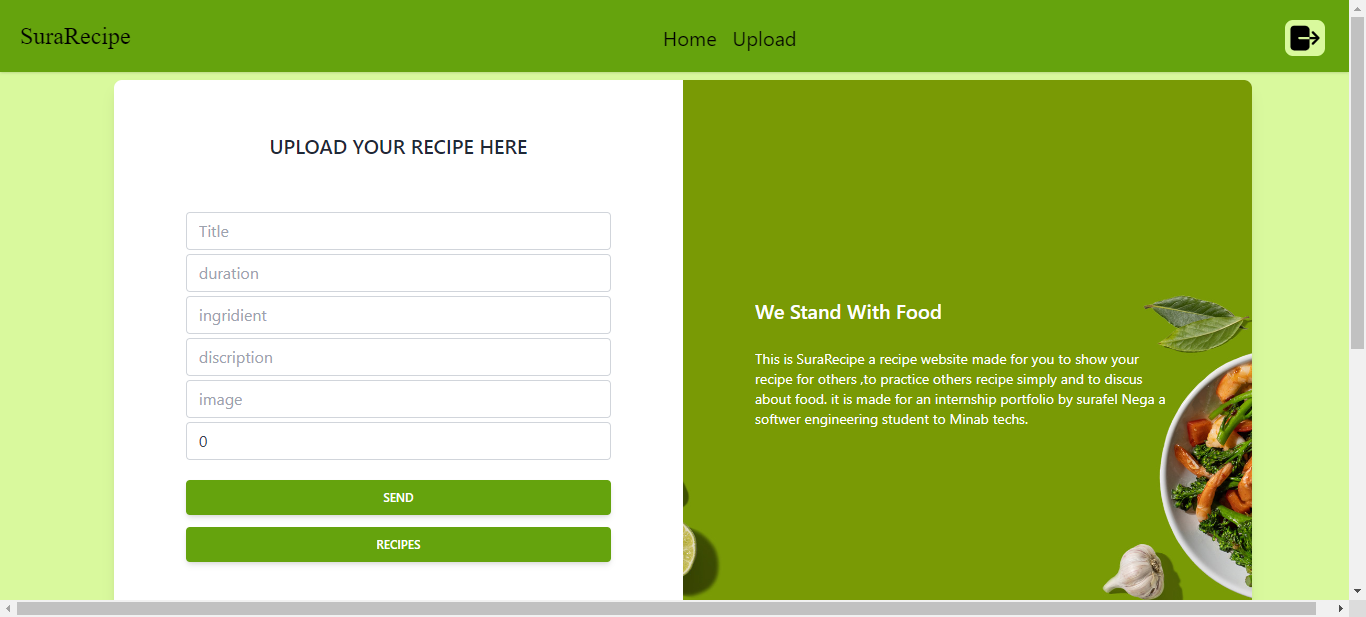 SuraRecipe
Home Upload
UPLOAD YOUR RECIPE HERE
Title
duration
ingridient
discription
image
0
SEND
RECIPES
We Stand With Food
This is SuraRecipe a recipe website made for you to show your
recipe for others ,to practice others recipe simply and to discus
about food. it is made for an internship portfolio by surafel Nega a
softwer engineering student to Minab techs.